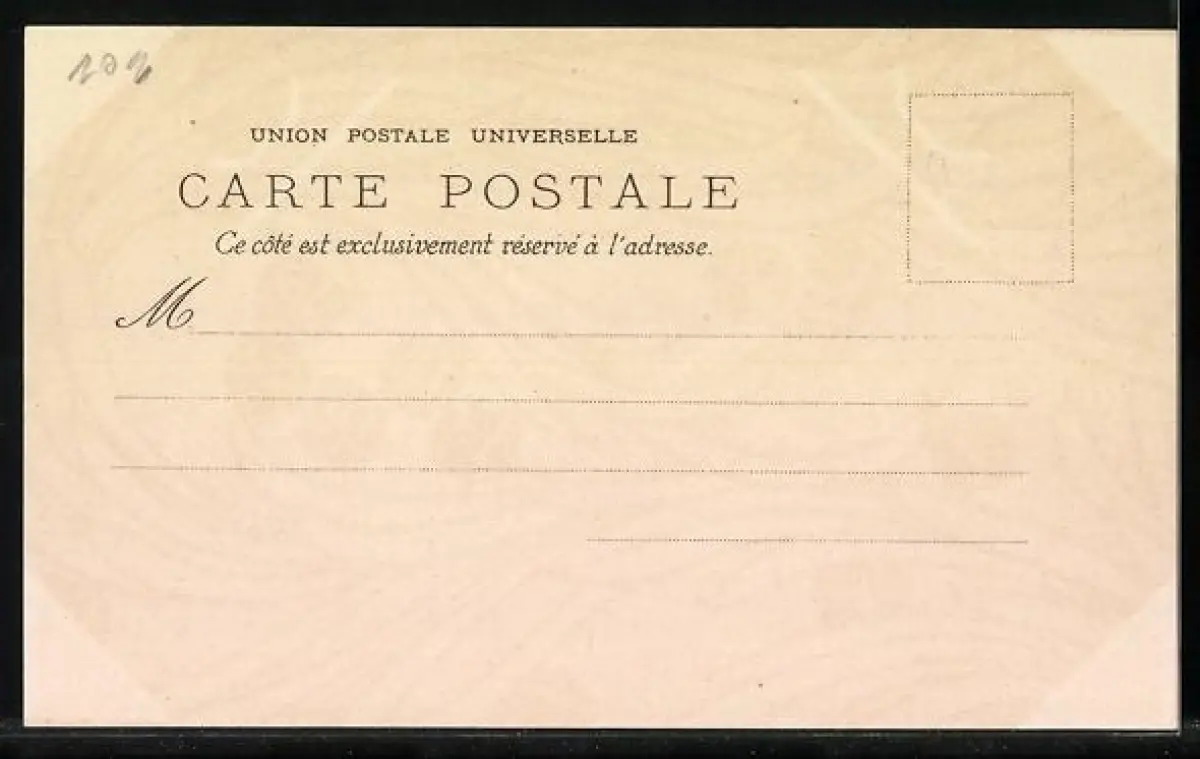 UNION POSTALE UNIVERSELLE
CARTE POSTALE
Ce côté est exclusivement réservé à l'adresse.
M